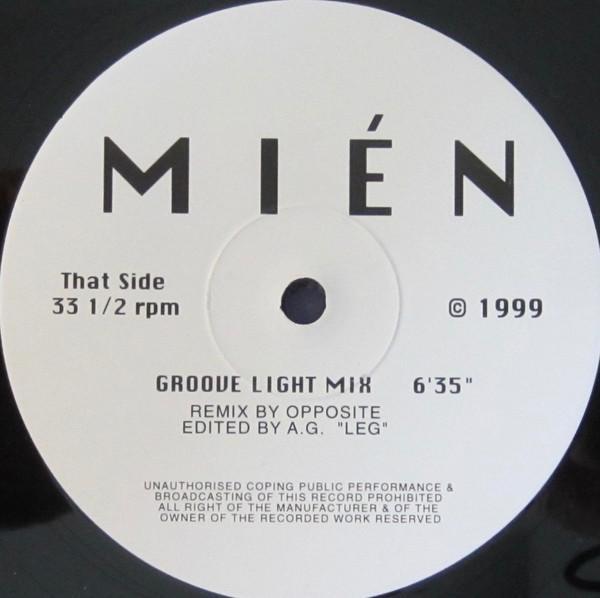 MIÉN
That Side
33 1/2 rpm
© 1999
GROOVE LIGHT MIX 6'35"
REMIX BY OPPOSITE
EDITED BY A.G. "LEG"
UNAUTHORISED COPING PUBLIC PERFORMANCE &
BROADCASTING OF THIS RECORD PROHIBITED
ALL RIGHT OF THE MANUFACTURER & OF THE
OWNER OF THE RECORDED WORK RESERVED